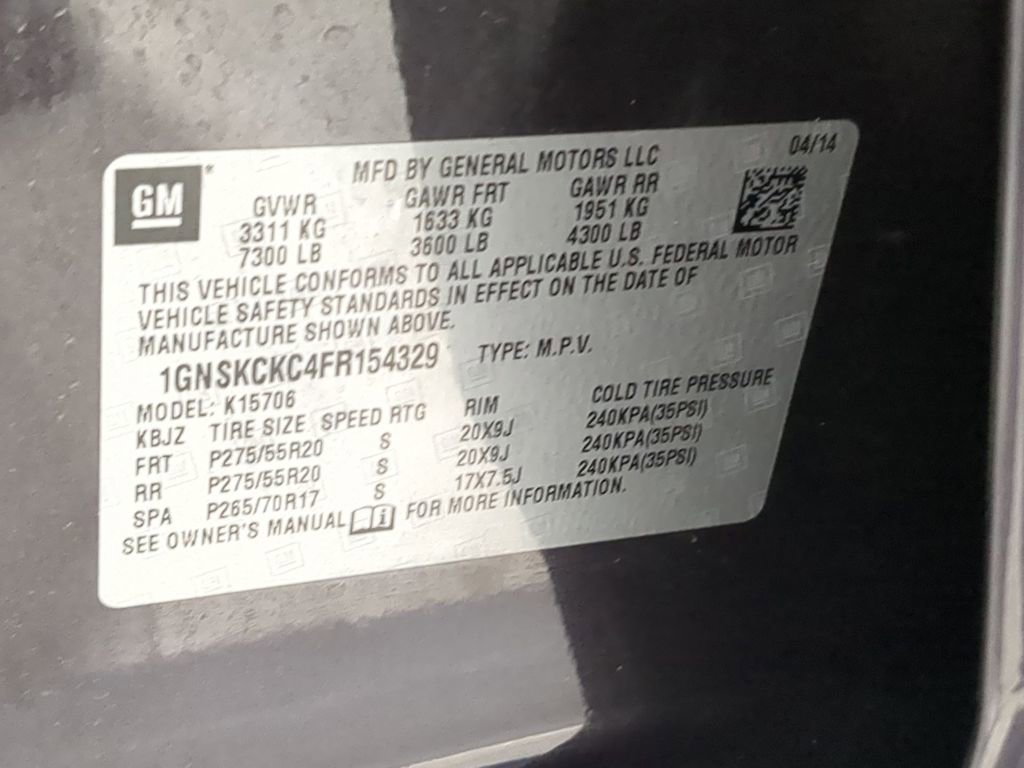 GM
MFD BY GENERAL MOTORS LLC 04/14
GVWR GAWR FRT GAWR RR
3311 KG 1633 KG 1951 KG
7300 LB 3600 LB 4300 LB
THIS VEHICLE CONFORMS TO ALL APPLICABLE U.S. FEDERAL MOTOR
VEHICLE SAFETY STANDARDS IN EFFECT ON THE DATE OF
MANUFACTURE SHOWN ABOVE.
1GNSKCKC4FR154329 TYPE: M.P.V.
MODEL: K15706
KBJZ TIRE SIZE SPEED RTG RIM COLD TIRE PRESSURE
FRT P275/55R20 S 20X9J 240KPA(35PSI)
RR P275/55R20 S 20X9J 240KPA(35PSI)
SPA P265/70R17 S 17X7.5J 240KPA(35PSI)
SEE OWNER'S MANUAL FOR MORE INFORMATION.